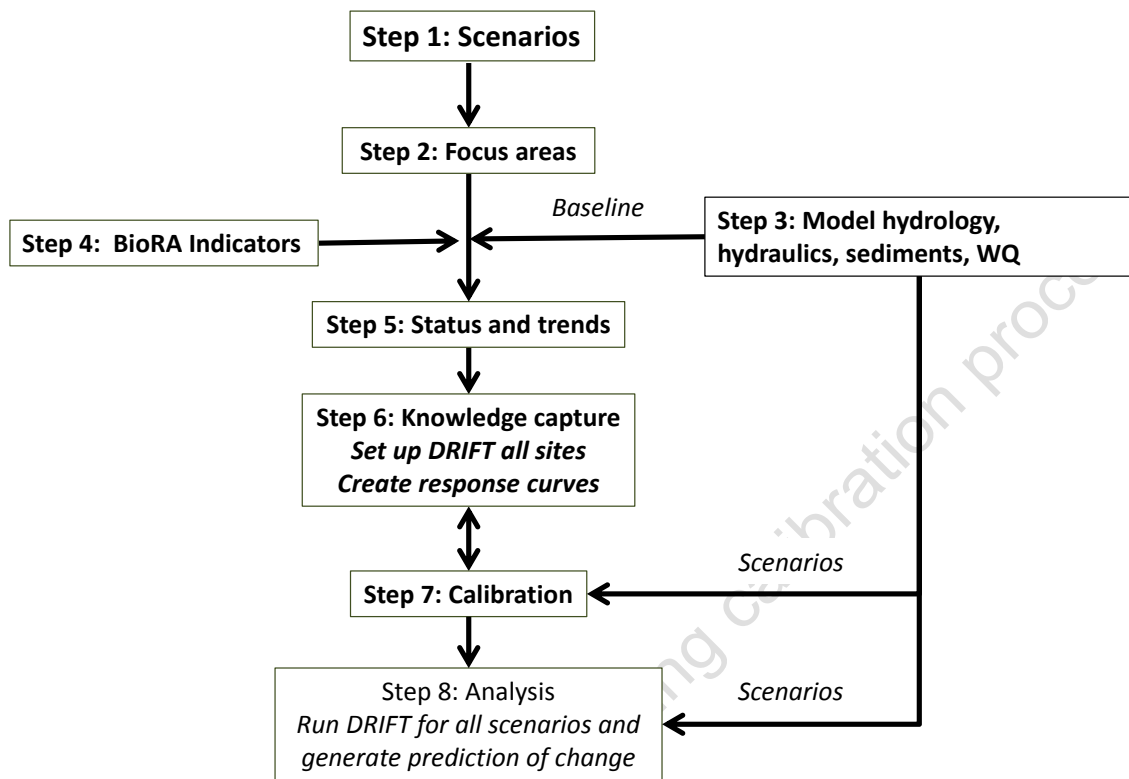 Step 1: Scenarios
Step 2: Focus areas
Baseline
Step 3: Model hydrology,
hydraulics, sediments, WQ
Step 4:  BioRA Indicators
Step 5: Status and trends
Step 6: Knowledge capture
Set up DRIFT all sites
Create response curves
Scenarios
Step 7: Calibration
Scenarios
Step 8: Analysis
Run DRIFT for all scenarios and
generate prediction of change